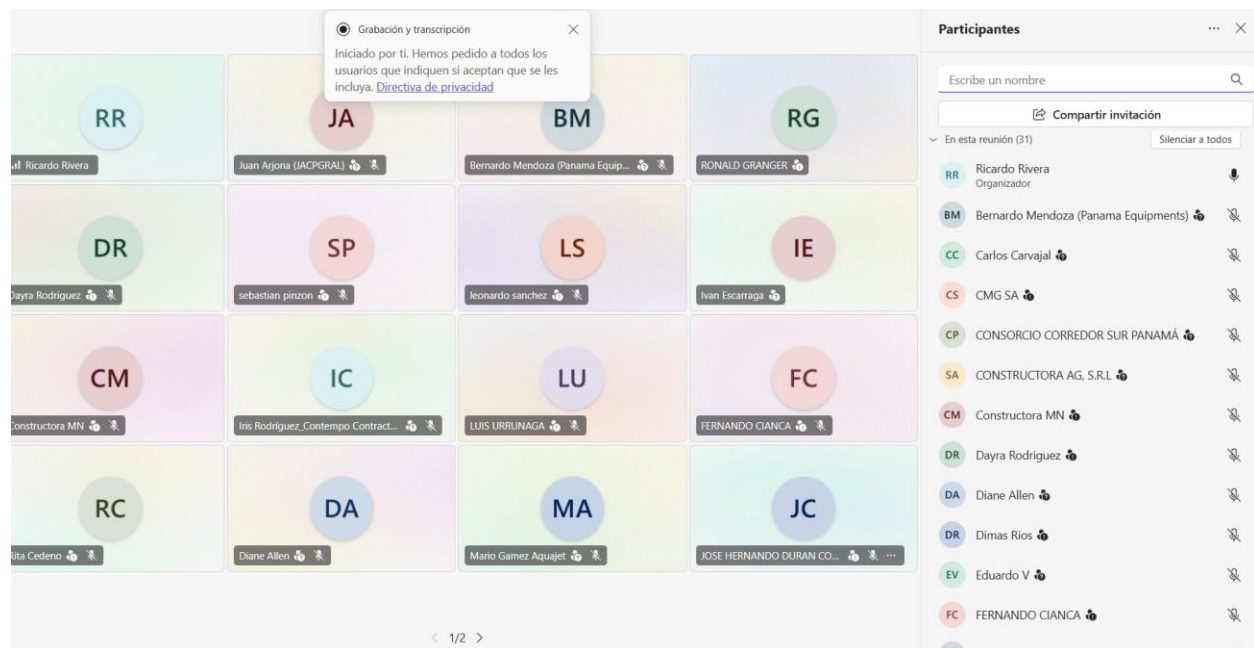 Grabación y transcripción
Iniciado por ti. Hemos pedido a todos los
usuarios que indiquen si aceptan que se les
incluya. Directiva de privacidad
RR
JA
BM
RG
Ricardo Rivera
Juan Arjona (JACPGRAL)
Bernardo Mendoza (Panama Equip...
RONALD GRANGER
DR
SP
LS
IE
Dayra Rodriguez
sebastian pinzon
leonardo sanchez
Ivan Escarraga
CM
IC
LU
FC
Constructora MN
Iris Rodríguez_Contempo Contract...
LUIS URRUNAGA
FERNANDO CIANCA
RC
DA
MA
JC
Rita Cedeno
Diane Allen
Mario Gamez Aquajet
JOSE HERNANDO DURAN CO...
1/2
Participantes
Escribe un nombre
Compartir invitación
En esta reunión (31) Silenciar a todos
RR Ricardo Rivera
Organizador
BM Bernardo Mendoza (Panama Equipments)
CC Carlos Carvajal
CS CMG SA
CP CONSORCIO CORREDOR SUR PANAMÁ
SA CONSTRUCTORA AG, S.R.L
CM Constructora MN
DR Dayra Rodriguez
DA Diane Allen
DR Dimas Rios
EV Eduardo V
FC FERNANDO CIANCA